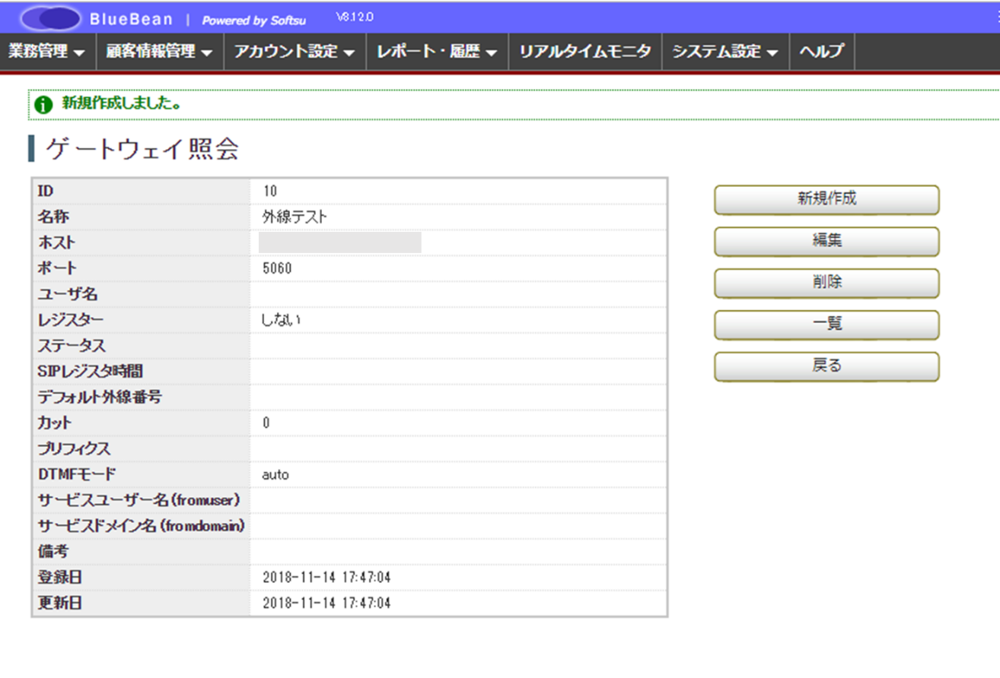 BlueBean | Powered by Softsu V8.12.0
業務管理 顧客情報管理 アカウント設定 レポート・履歴 リアルタイムモニタ システム設定 ヘルプ
新規作成しました。
ゲートウェイ照会
ID 10
名称 外線テスト
ホスト
ポート 5060
ユーザ名
レジスター しない
ステータス
SIPレジスタ時間
デフォルト外線番号
カット 0
プリフィクス
DTMFモード auto
サービスユーザー名(fromuser)
サービスドメイン名(fromdomain)
備考
登録日 2018-11-14 17:47:04
更新日 2018-11-14 17:47:04
新規作成
編集
削除
一覧
戻る